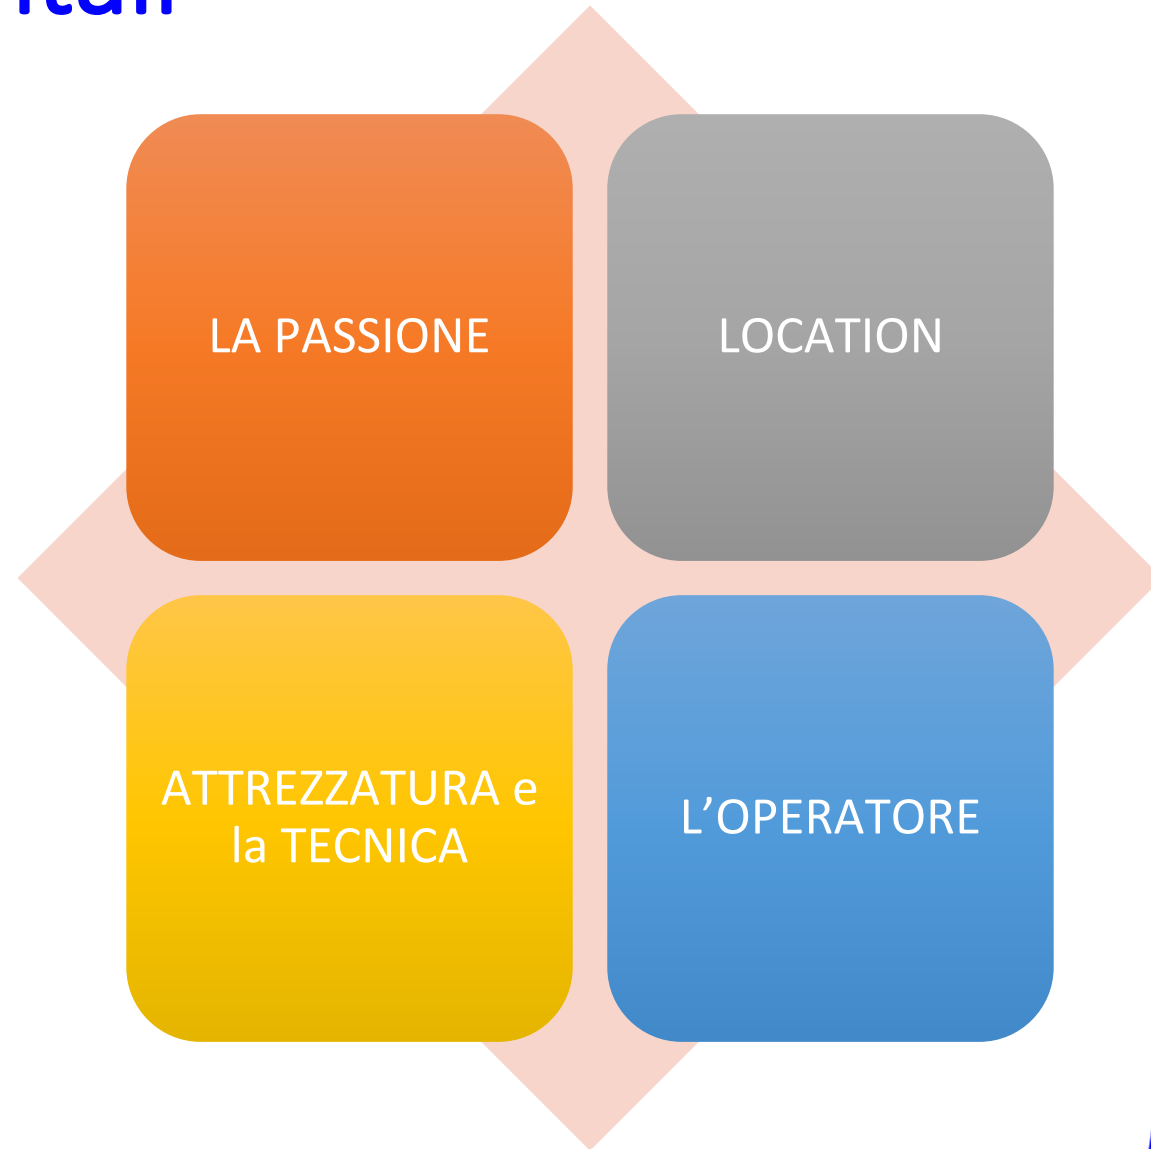 LA PASSIONE
LOCATION
ATTREZZATURA e
la TECNICA
L’OPERATORE